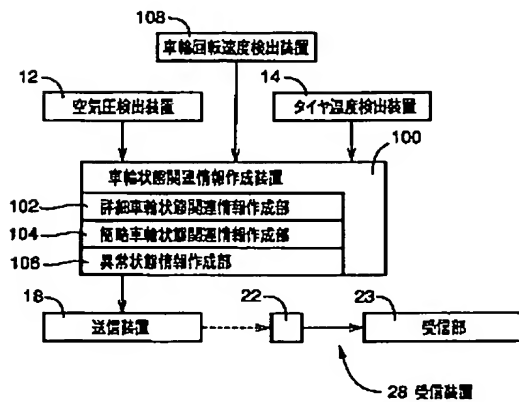 108
車輪回転速度検出装置
12
空気圧検出装置
14
タイヤ温度検出装置
100
車輪状態関連情報作成装置
102
詳細車輪状態関連情報作成部
104
簡略車輪状態関連情報作成部
106
異常状態情報作成部
18
送信装置
22
23
受信部
28 受信装置